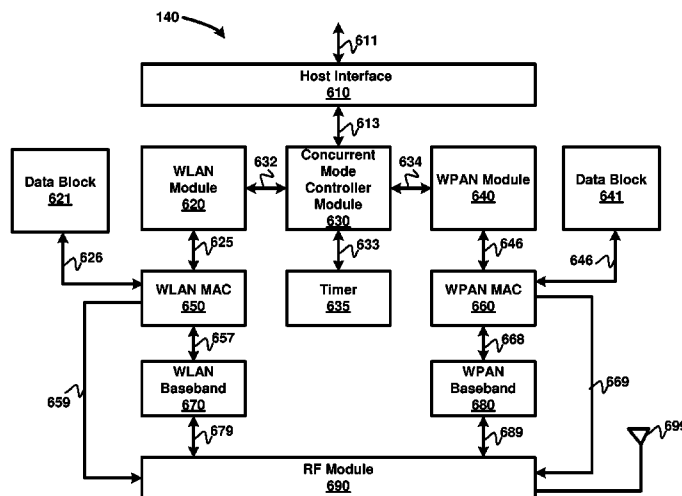 140
611
Host Interface
610
613
Data Block
621
WLAN
Module
620
632
Concurrent
Mode
Controller
Module
630
634
WPAN Module
640
Data Block
641
626
625
633
646
646
WLAN MAC
650
Timer
635
WPAN MAC
660
657
668
659
WLAN
Baseband
670
WPAN
Baseband
680
669
679
689
699
RF Module
690